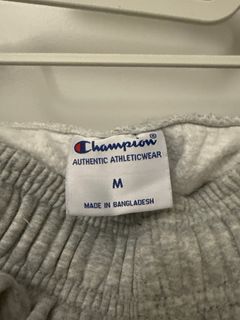 Champion®
AUTHENTIC ATHLETICWEAR
M
MADE IN BANGLADESH